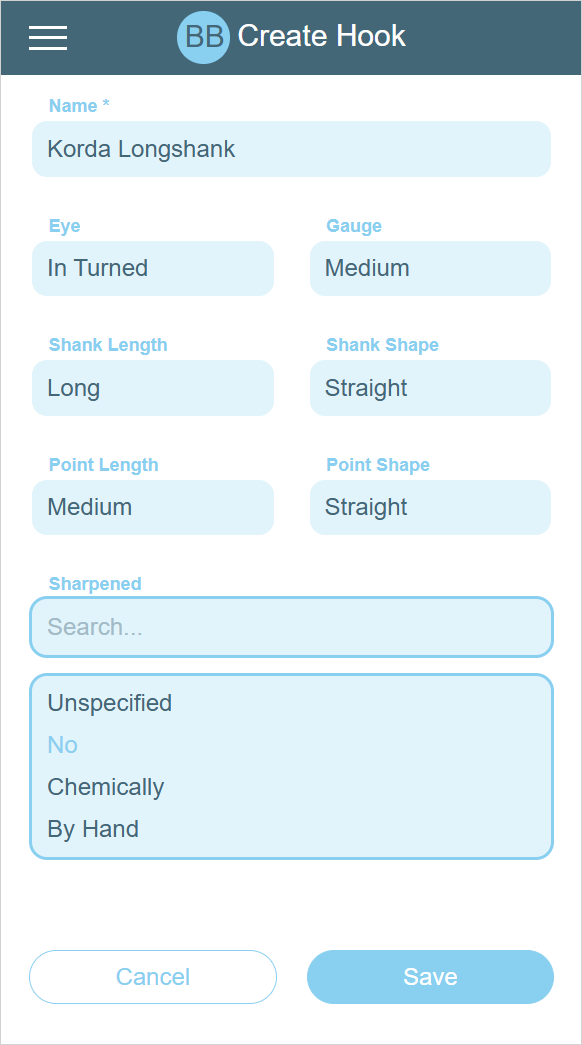 BB Create Hook
Name *
Korda Longshank
Eye Gauge
In Turned Medium
Shank Length Shank Shape
Long Straight
Point Length Point Shape
Medium Straight
Sharpened
Search...
Unspecified
No
Chemically
By Hand
Cancel Save